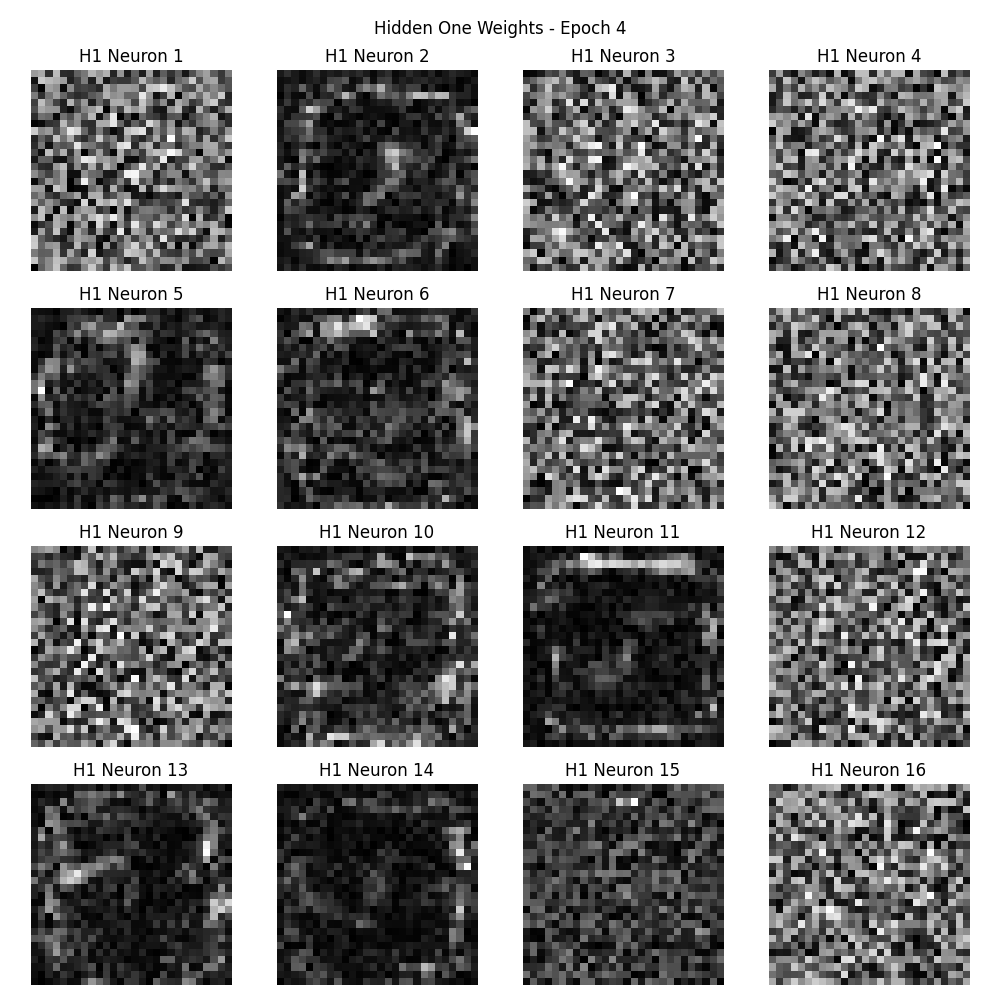 Hidden One Weights - Epoch 4
H1 Neuron 1 H1 Neuron 2 H1 Neuron 3 H1 Neuron 4
H1 Neuron 5 H1 Neuron 6 H1 Neuron 7 H1 Neuron 8
H1 Neuron 9 H1 Neuron 10 H1 Neuron 11 H1 Neuron 12
H1 Neuron 13 H1 Neuron 14 H1 Neuron 15 H1 Neuron 16